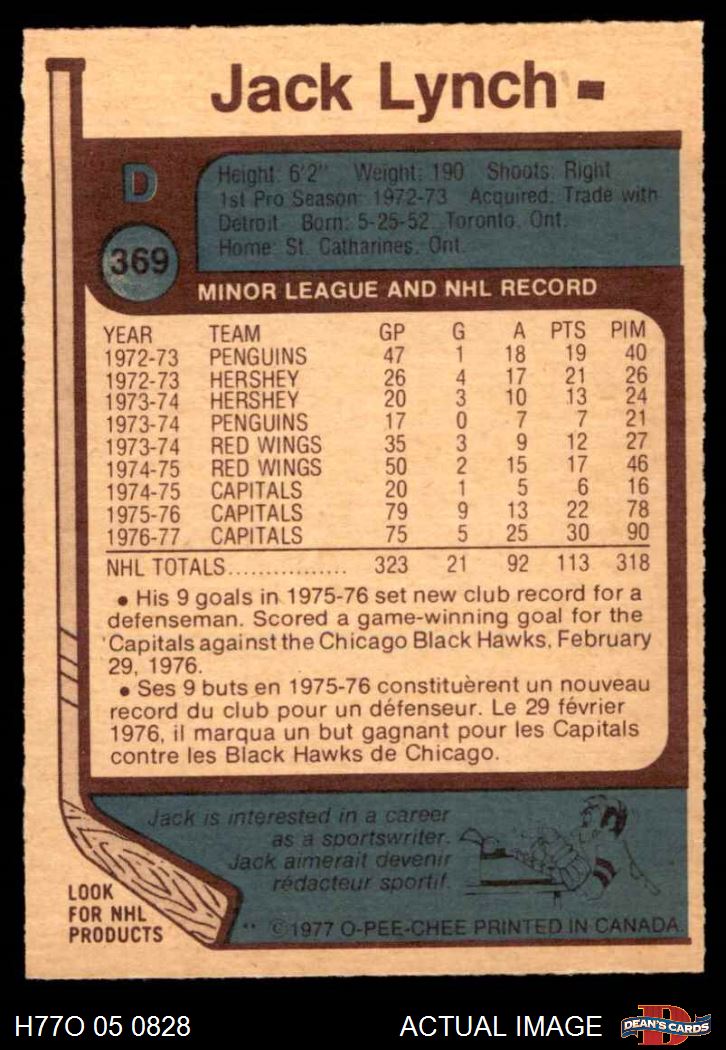 Jack Lynch
D
Height: 6'2" Weight: 190 Shoots: Right
1st Pro Season: 1972-73 Acquired: Trade with
Detroit Born: 5-25-52 Toronto, Ont.
Home: St. Catharines, Ont.
369
MINOR LEAGUE AND NHL RECORD
YEAR TEAM GP G A PTS PIM
1972-73 PENGUINS 47 1 18 19 40
1972-73 HERSHEY 26 4 17 21 26
1973-74 HERSHEY 20 3 10 13 24
1973-74 PENGUINS 17 0 7 7 21
1973-74 RED WINGS 35 3 9 12 27
1974-75 RED WINGS 50 2 15 17 46
1974-75 CAPITALS 20 1 5 6 16
1975-76 CAPITALS 79 9 13 22 78
1976-77 CAPITALS 75 5 25 30 90
NHL TOTALS................ 323 21 92 113 318
• His 9 goals in 1975-76 set new club record for a
defenseman. Scored a game-winning goal for the
Capitals against the Chicago Black Hawks, February
29, 1976.
• Ses 9 buts en 1975-76 constituèrent un nouveau
record du club pour un défenseur. Le 29 février
1976, il marqua un but gagnant pour les Capitals
contre les Black Hawks de Chicago.
Jack is interested in a career
as a sportswriter.
Jack aimerait devenir
rédacteur sportif.
LOOK
FOR NHL
PRODUCTS
** ©1977 O-PEE-CHEE PRINTED IN CANADA.
H77O 05 0828 ACTUAL IMAGE
D
DEAN'S CARDS